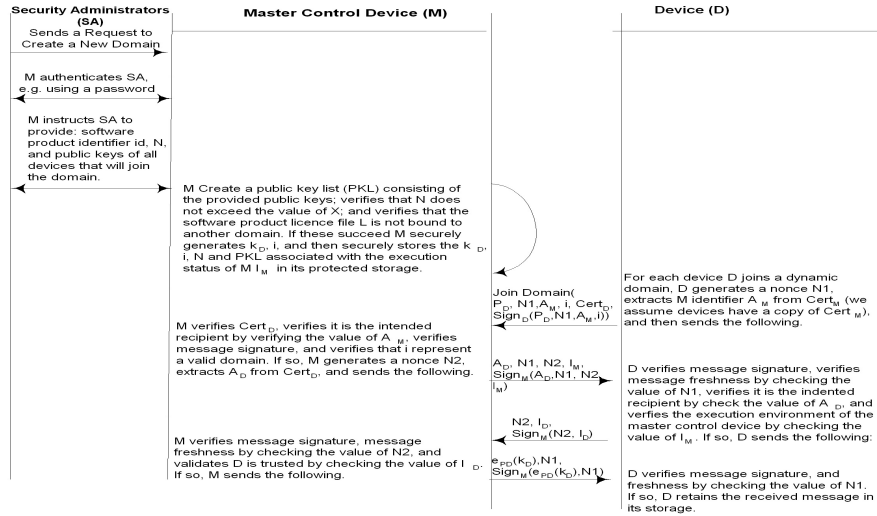 Security Administrators
(SA)
Master Control Device (M)
Device (D)
Sends a Request to
Create a New Domain
M authenticates SA,
e.g. using a password
M instructs SA to
provide: software
product identifier id, N,
and public keys of all
devices that will join
the domain.
M Create a public key list (PKL) consisting of
the provided public keys; verifies that N does
not exceed the value of X; and verifies that the
software product licence file L is not bound to
another domain. If these succeed M securely
generates k D, i, and then securely stores the k D,
i, N and PKL associated with the execution
status of M I M in its protected storage.
For each device D joins a dynamic
domain, D generates a nonce N1,
extracts M identifier A M from Cert M (we
assume devices have a copy of Cert M),
and then sends the following.
Join Domain(
P D, N1,A M, i, Cert D,
Sign D(P D,N1,A M,i))
M verifies Cert D, verifies it is the intended
recipient by verifying the value of A M, verifies
message signature, and verifies that i represent
a valid domain. If so, M generates a nonce N2,
extracts A D from Cert D, and sends the following.
A D, N1, N2, I M,
Sign M(A D,N1, N2
I M)
D verifies message signature, verifies
message freshness by checking the
value of N1, verifies it is the indented
recipient by check the value of A D, and
verfies the execution environment of the
master control device by checking the
value of I M. If so, D sends the following:
N2, I D,
Sign M(N2, I D)
M verifies message signature, message
freshness by checking the value of N2, and
validates D is trusted by checking the value of I D.
If so, M sends the following.
e PD(k D),N1,
Sign M(e PD(k D),N1)
D verifies message signature, and
freshness by checking the value of N1.
If so, D retains the received message in
its storage.